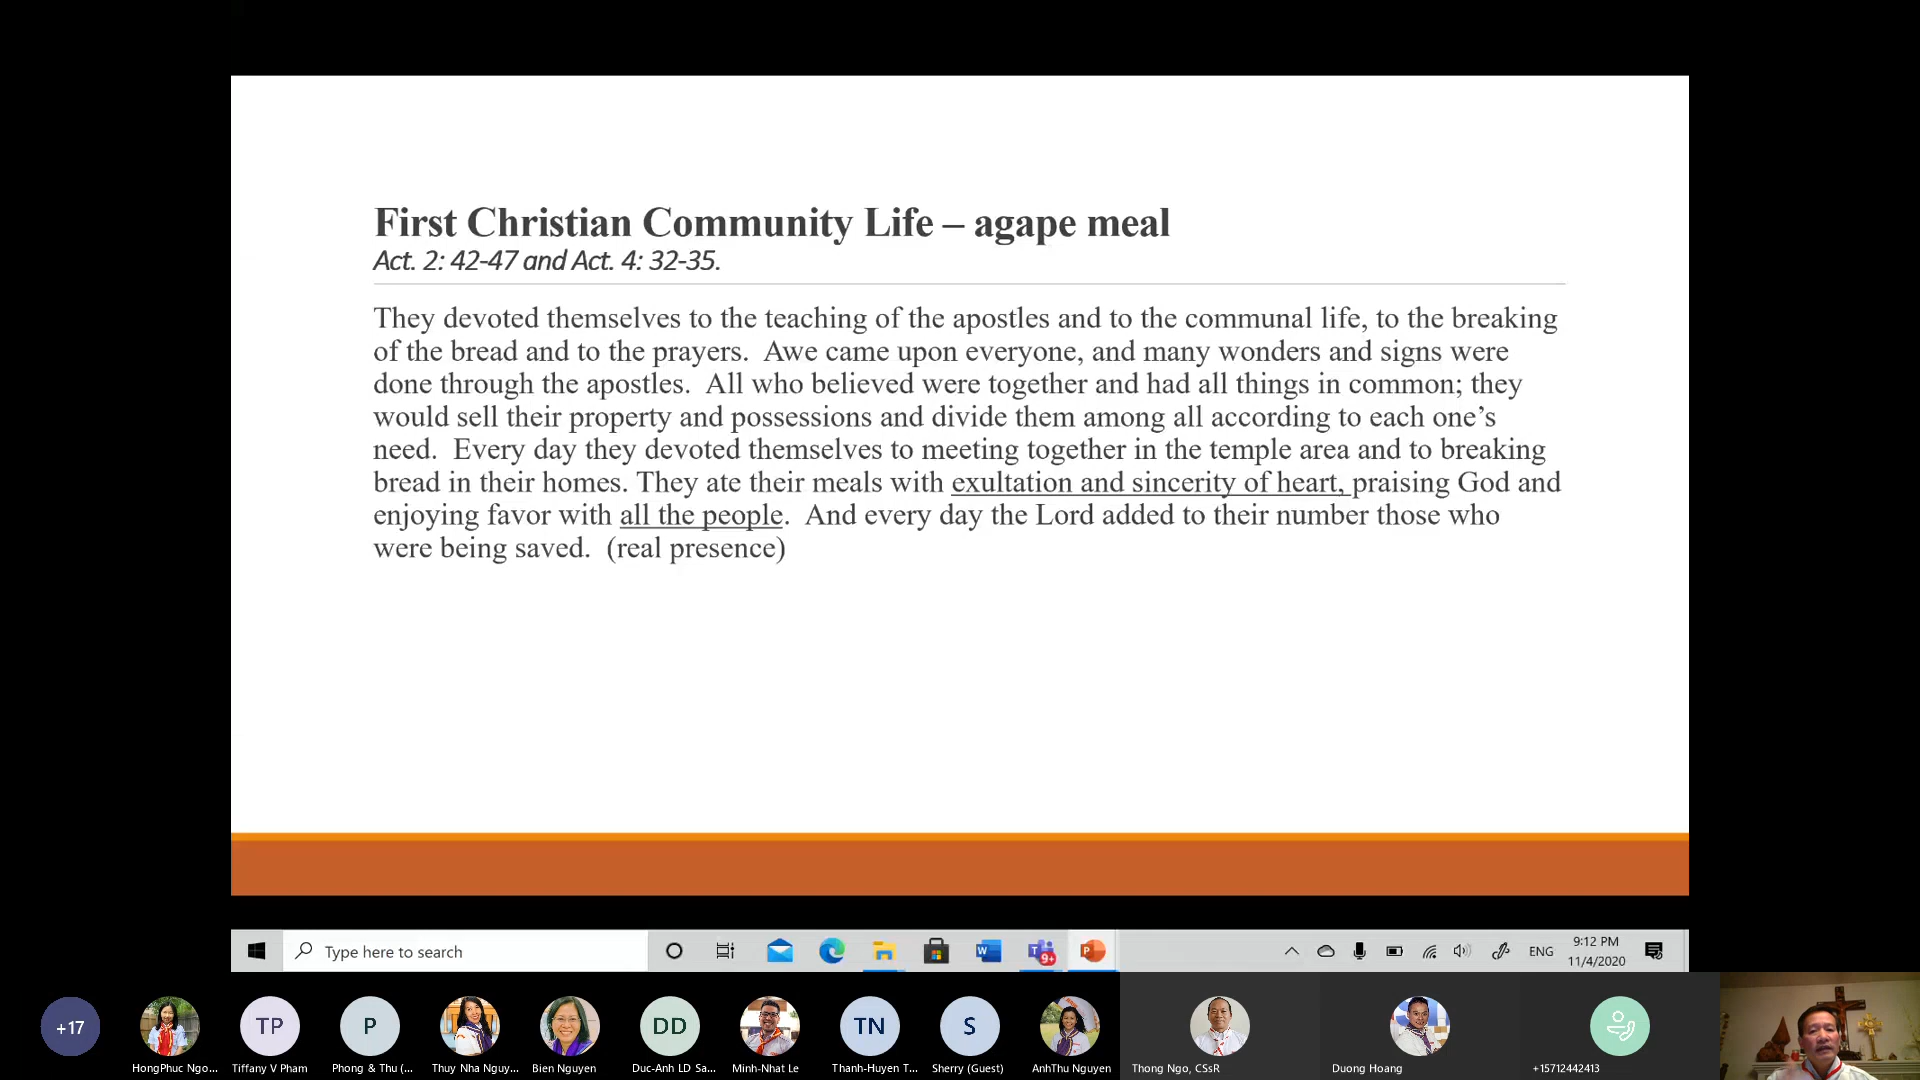 First Christian Community Life – agape meal
Act. 2: 42-47 and Act. 4: 32-35.
They devoted themselves to the teaching of the apostles and to the communal life, to the breaking
of the bread and to the prayers.  Awe came upon everyone, and many wonders and signs were
done through the apostles.  All who believed were together and had all things in common; they
would sell their property and possessions and divide them among all according to each one’s
need.  Every day they devoted themselves to meeting together in the temple area and to breaking
bread in their homes. They ate their meals with exultation and sincerity of heart, praising God and
enjoying favor with all the people.  And every day the Lord added to their number those who
were being saved.  (real presence)
Type here to search
W
T
9+
P
ENG
9:12 PM
11/4/2020
+17
TP
P
DD
TN
S
HongPhuc Ngo...
Tiffany V Pham
Phong & Thu (...
Thuy Nha Nguy...
Bien Nguyen
Duc-Anh LD Sa...
Minh-Nhat Le
Thanh-Huyen T...
Sherry (Guest)
AnhThu Nguyen
Thong Ngo, CSsR
Duong Hoang
+15712442413